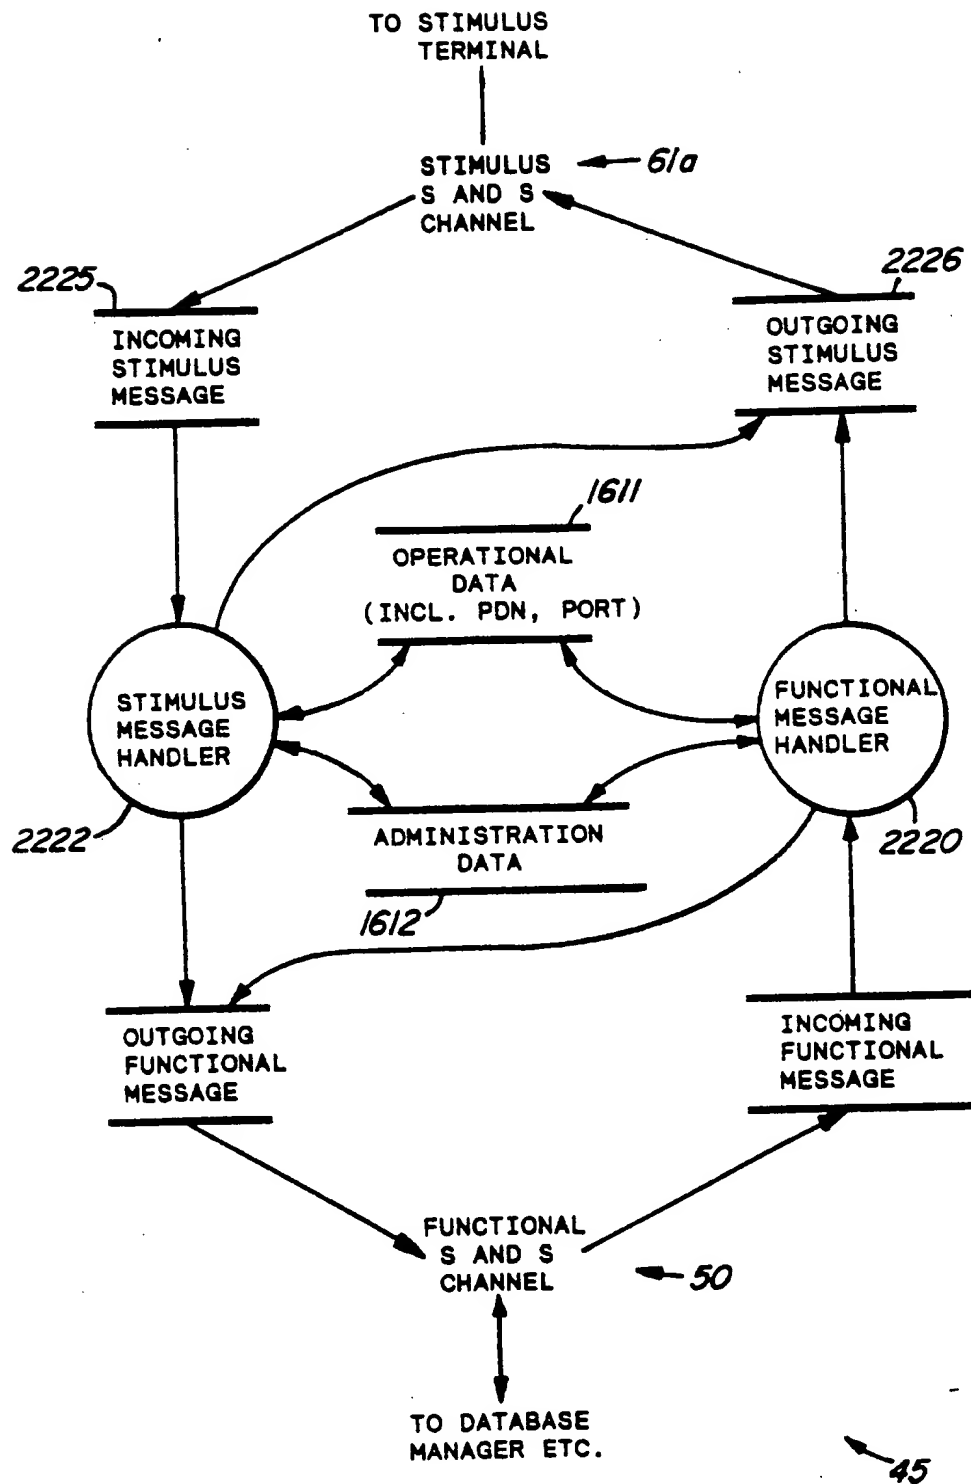 TO STIMULUS
TERMINAL
STIMULUS
S AND S
CHANNEL
61a
2225
2226
INCOMING
STIMULUS
MESSAGE
OUTGOING
STIMULUS
MESSAGE
1611
OPERATIONAL
DATA
(INCL. PDN, PORT)
STIMULUS
MESSAGE
HANDLER
FUNCTIONAL
MESSAGE
HANDLER
2222
2220
ADMINISTRATION
DATA
1612
OUTGOING
FUNCTIONAL
MESSAGE
INCOMING
FUNCTIONAL
MESSAGE
FUNCTIONAL
S AND S
CHANNEL
50
TO DATABASE
MANAGER ETC.
45